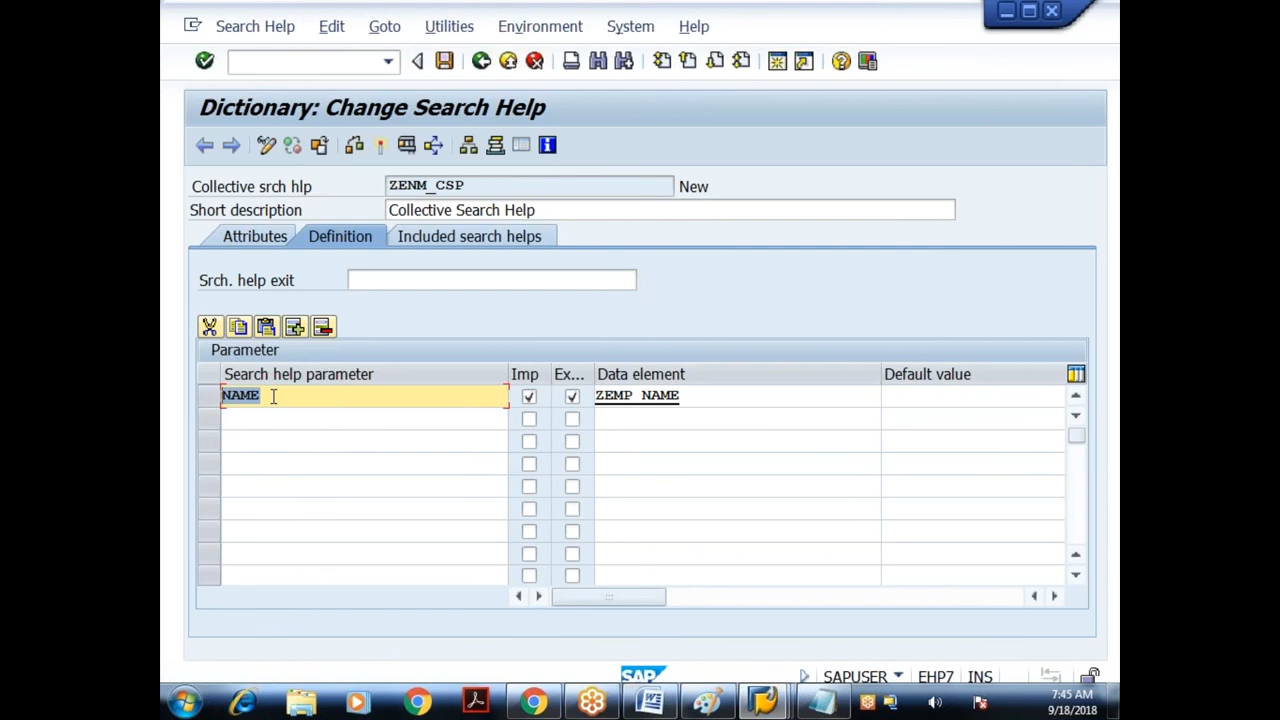 Search Help Edit Goto Utilities Environment System Help
Dictionary: Change Search Help
Collective srch hlp ZENM_CSP New
Short description Collective Search Help
Attributes Definition Included search helps
Srch. help exit
Parameter
Search help parameter Imp Ex... Data element Default value
NAME ZEMP_NAME
SAP SAPUSER EHP7 INS
7:45 AM
9/18/2018